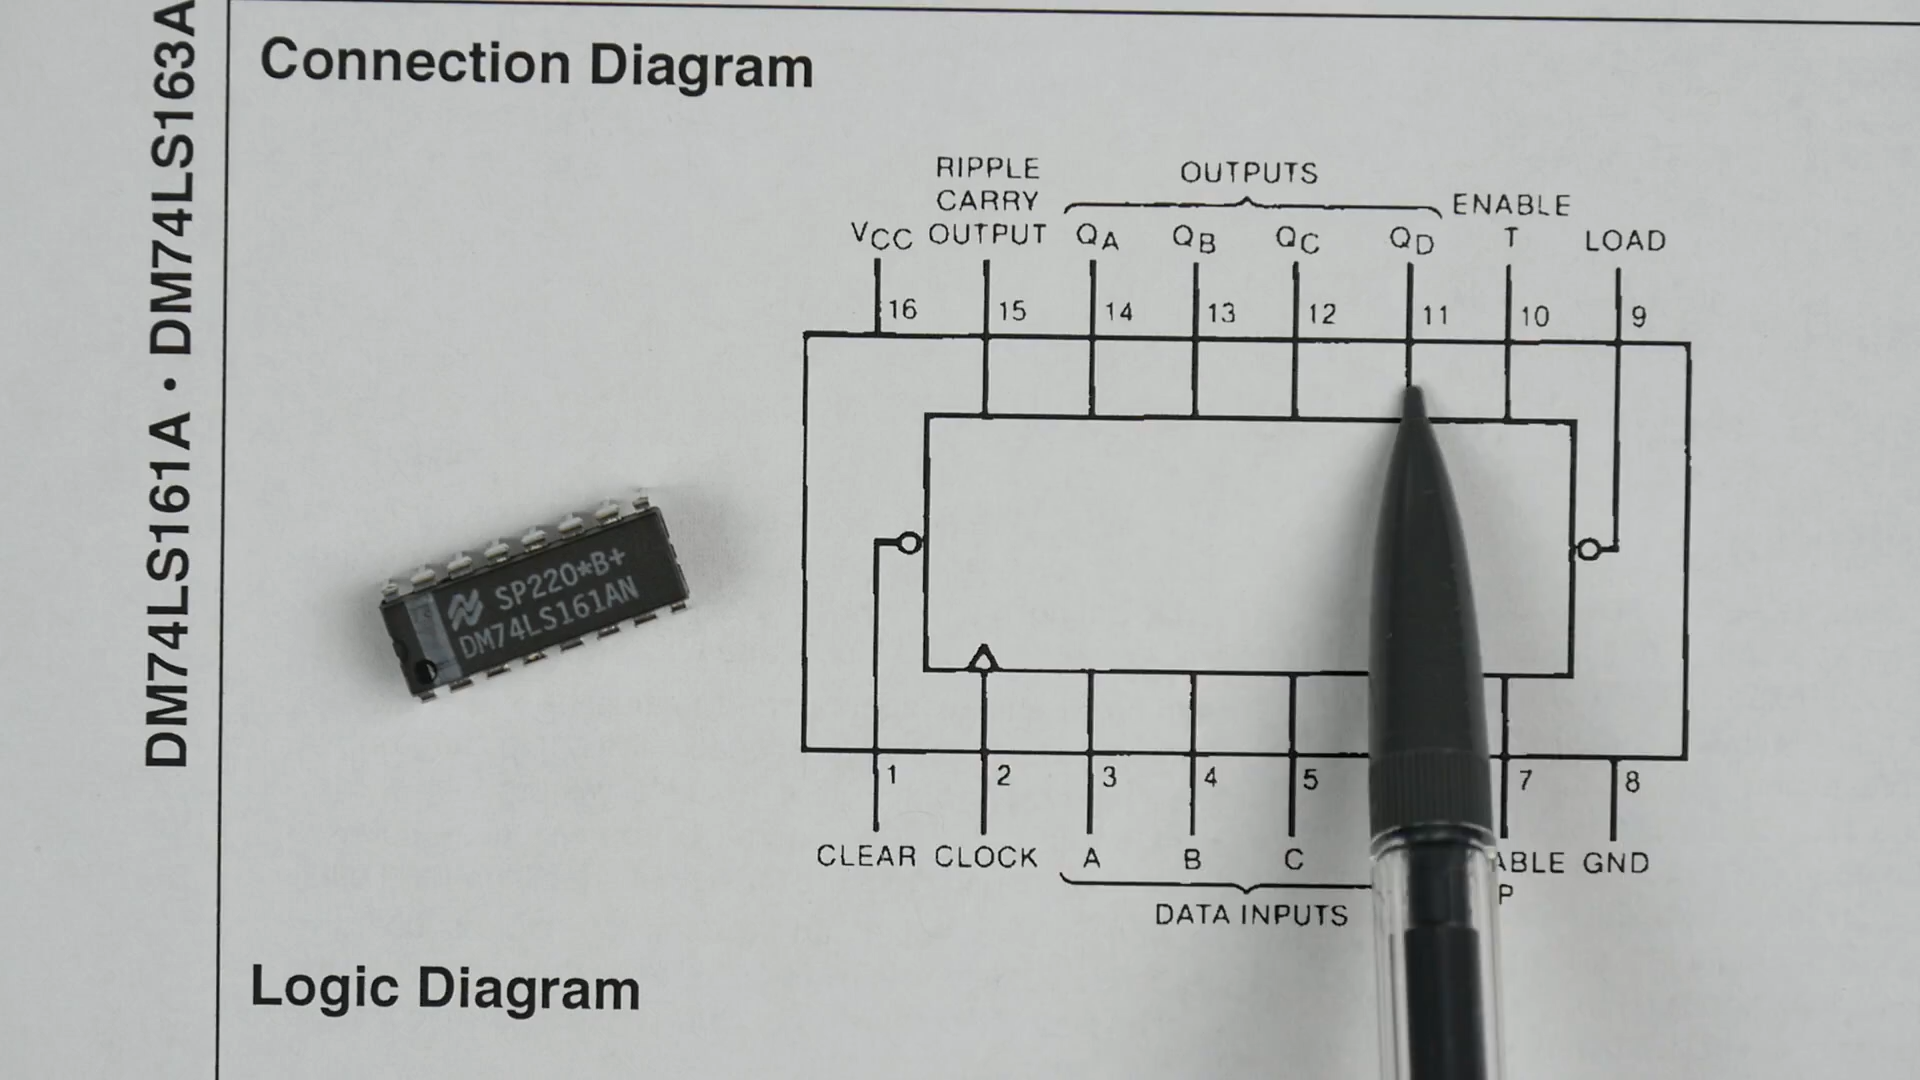 DM74LS161A • DM74LS163A
Connection Diagram
RIPPLE
CARRY
OUTPUT
OUTPUTS
ENABLE
T
VCC
QA
QB
QC
QD
LOAD
16
15
14
13
12
11
10
9
SP220*B+
DM74LS161AN
1
2
3
4
5
7
8
CLEAR
CLOCK
A
B
C
ABLE
P
GND
DATA INPUTS
Logic Diagram